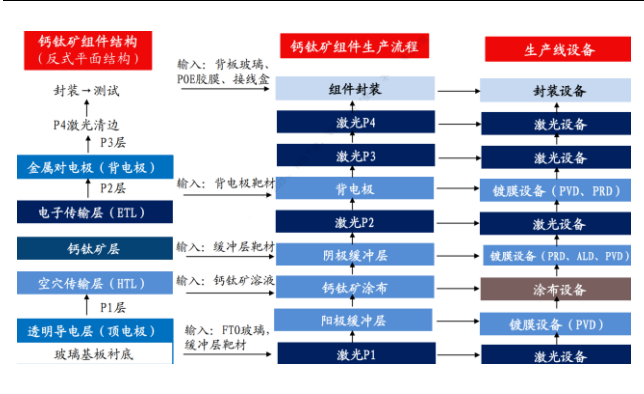 钙钛矿组件结构
（反式平面结构）
封装→测试
P4激光清边
P3层
金属对电极（背电极）
P2层
电子传输层（ETL）
钙钛矿层
空穴传输层（HTL）
P1层
透明导电层（顶电极）
玻璃基板衬底
钙钛矿组件生产流程
输入：背板玻璃、
POE胶膜、接线盒
组件封装
激光P4
激光P3
输入：背电极靶材
背电极
激光P2
输入：缓冲层靶材
阴极缓冲层
输入：钙钛矿溶液
钙钛矿涂布
阳极缓冲层
输入：FTO玻璃，
缓冲层靶材
激光P1
生产线设备
封装设备
激光设备
激光设备
镀膜设备（PVD、PRD）
激光设备
镀膜设备（PRD、ALD、PVD）
涂布设备
镀膜设备（PVD）
激光设备